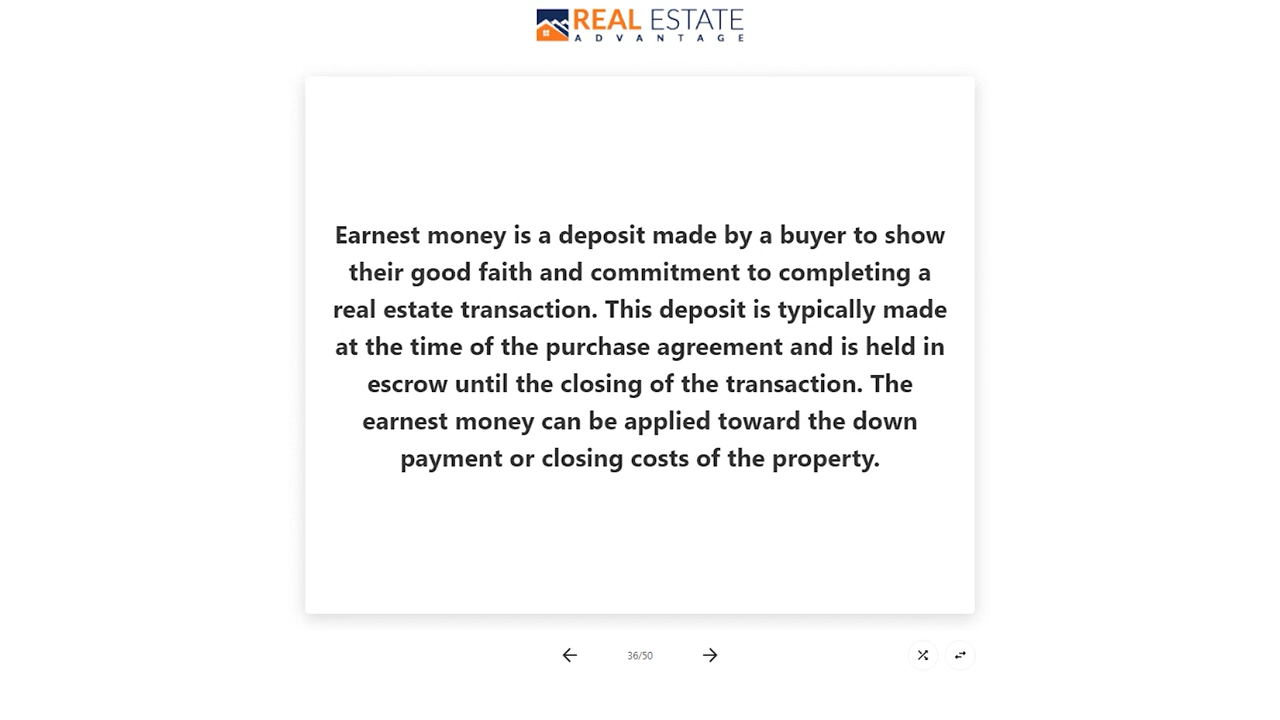 REAL ESTATE
ADVANTAGE
Earnest money is a deposit made by a buyer to show
their good faith and commitment to completing a
real estate transaction. This deposit is typically made
at the time of the purchase agreement and is held in
escrow until the closing of the transaction. The
earnest money can be applied toward the down
payment or closing costs of the property.
36/50